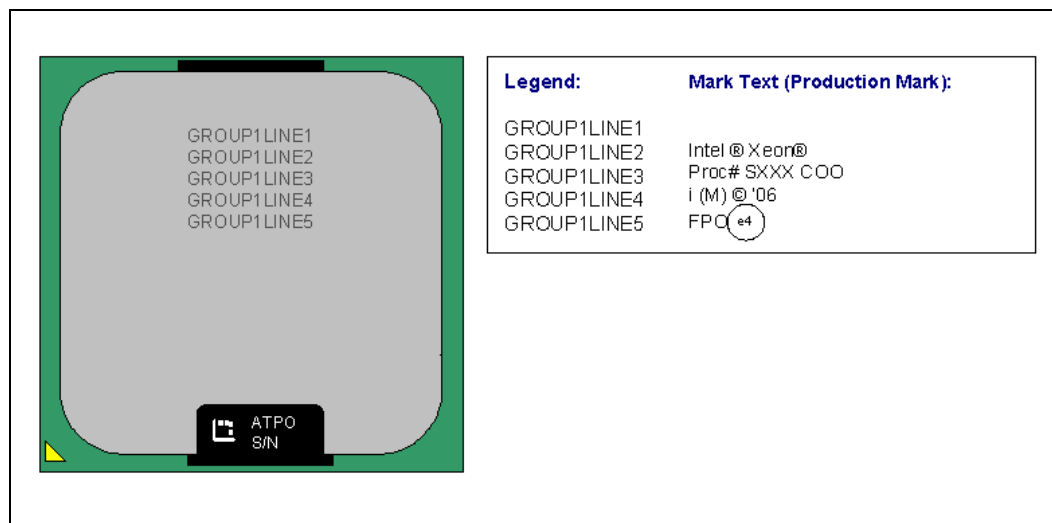 GROUP1LINE1
GROUP1LINE2
GROUP1LINE3
GROUP1LINE4
GROUP1LINE5
ATPO
S/N
Legend: Mark Text (Production Mark):
GROUP1LINE1
GROUP1LINE2 Intel ® Xeon®
GROUP1LINE3 Proc# SXXX COO
GROUP1LINE4 i (M) © '06
GROUP1LINE5 FPO e4